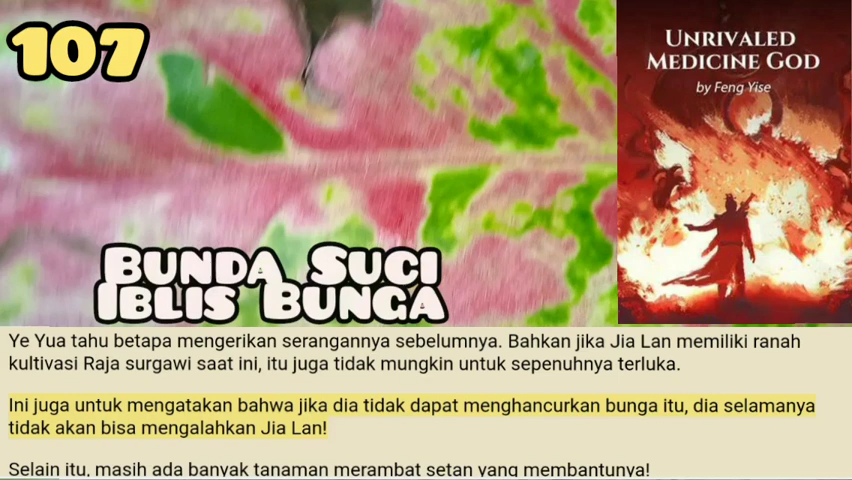 107
UNRIVALED
MEDICINE GOD
by Feng Yise
BUNDA SUCI
IBLIS BUNGA
Ye Yua tahu betapa mengerikan serangannya sebelumnya. Bahkan jika Jia Lan memiliki ranah
kultivasi Raja surgawi saat ini, itu juga tidak mungkin untuk sepenuhnya terluka.
Ini juga untuk mengatakan bahwa jika dia tidak dapat menghancurkan bunga itu, dia selamanya
tidak akan bisa mengalahkan Jia Lan!
Selain itu, masih ada banyak tanaman merambat setan yang membantunya!